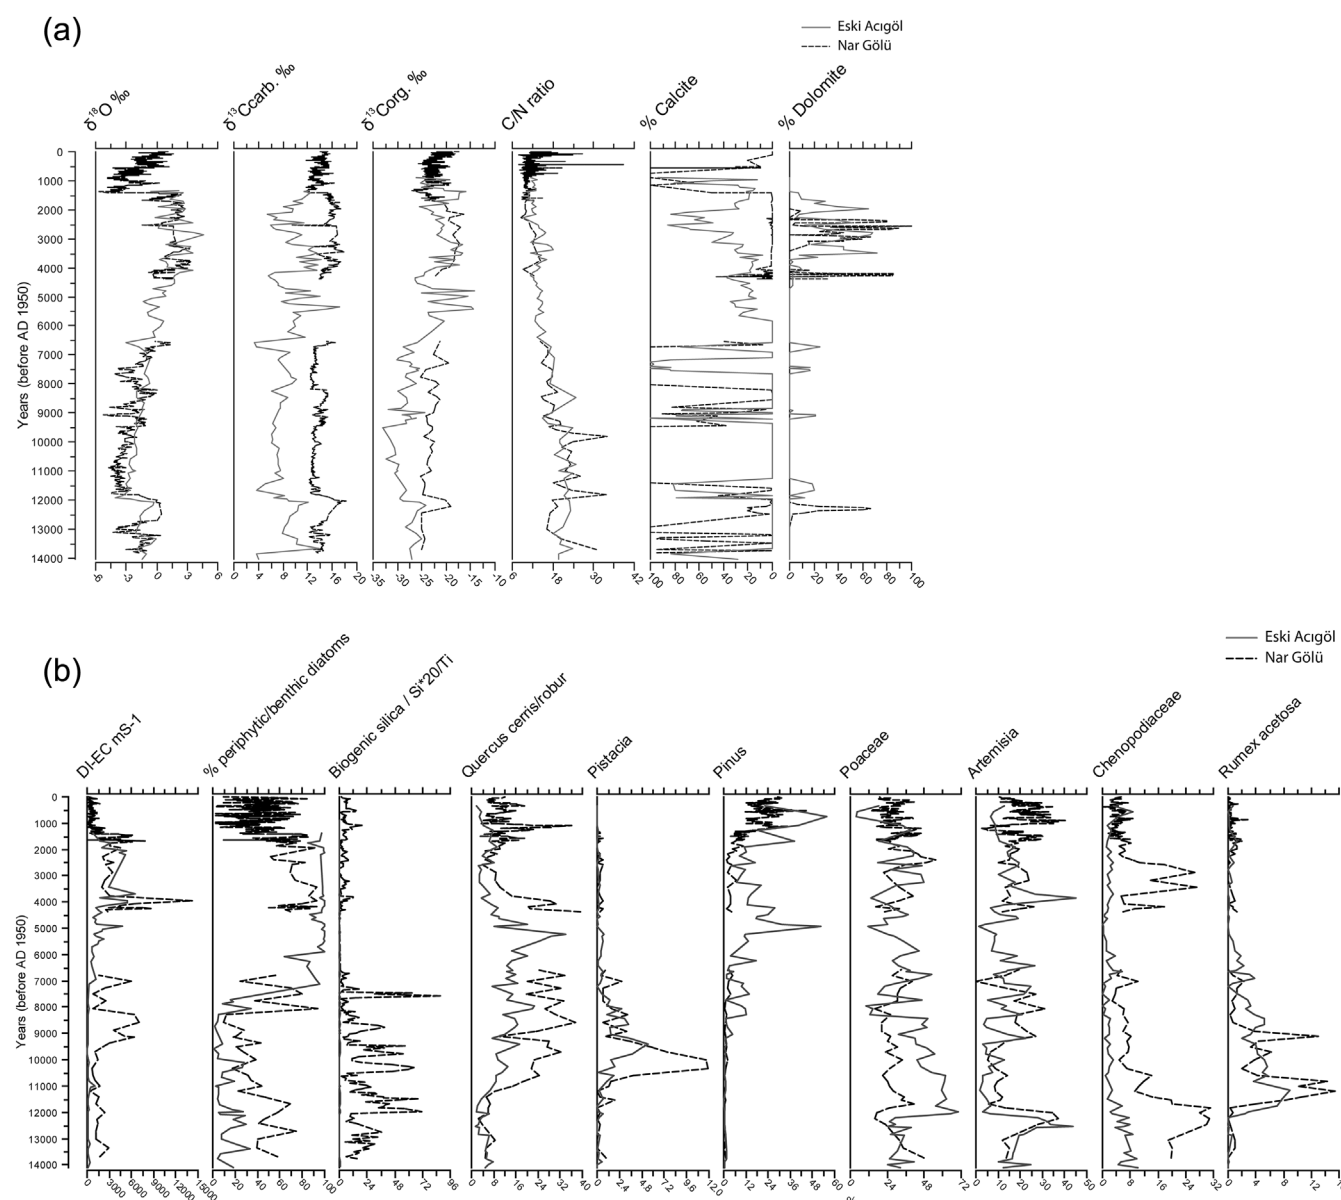 (a)
Eski Acıgöl
Nar Gölü
δ¹⁸O ‰
δ¹³Ccarb. ‰
δ¹³Corg. ‰
C/N ratio
% Calcite
% Dolomite
Years (before AD 1950)
0
1000
2000
3000
4000
5000
6000
7000
8000
9000
10000
11000
12000
13000
14000
-6 -3 0 3 6
0 4 8 12 16 20
-35 -30 -25 -20 -15 -10
6 18 30 42
100 80 60 40 20 0
0 20 40 60 80 100
(b)
Eski Acıgöl
Nar Gölü
DI-EC mS-1
% periphytic/benthic diatoms
Biogenic silica / Si*20/Ti
Quercus cerris/robur
Pistacia
Pinus
Poaceae
Artemisia
Chenopodiaceae
Rumex acetosa
Years (before AD 1950)
0
1000
2000
3000
4000
5000
6000
7000
8000
9000
10000
11000
12000
13000
14000
0 3000 6000 9000 12000 15000
0 20 40 60 80 100
0 24 48 72 96
0 8 16 24 32 40
0 2.4 4.8 7.2 9.6 12.0
0 12 24 36 48 60
0 24 48 72
0 10 20 30 40 50
0 8 16 24 32
0 4 8 12
%